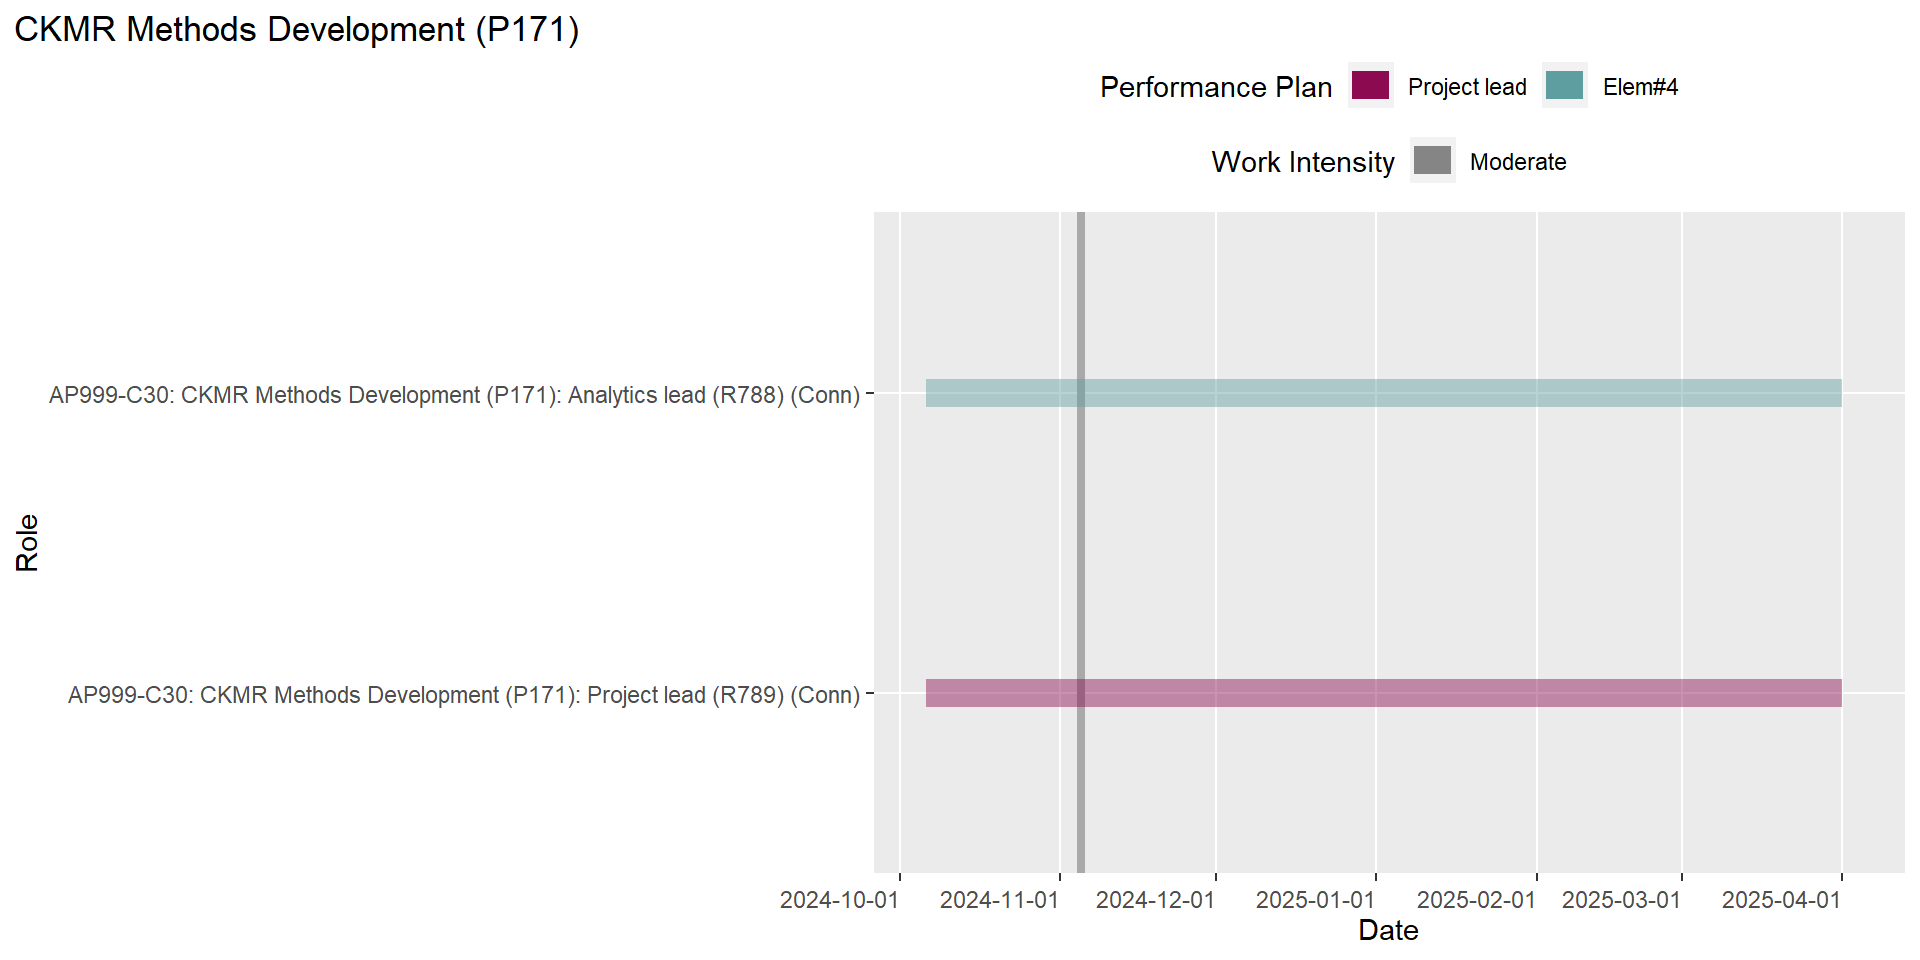 CKMR Methods Development (P171)
Performance Plan Project lead Elem#4
Work Intensity Moderate
AP999-C30: CKMR Methods Development (P171): Analytics lead (R788) (Conn)
Role
AP999-C30: CKMR Methods Development (P171): Project lead (R789) (Conn)
2024-10-01 2024-11-01 2024-12-01 2025-01-01 2025-02-01 2025-03-01 2025-04-01
Date